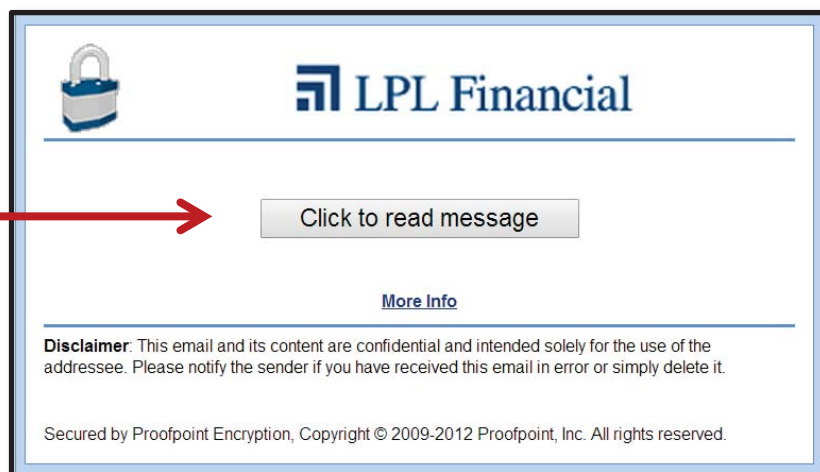 LPL Financial
Click to read message
More Info
Disclaimer: This email and its content are confidential and intended solely for the use of the
addressee. Please notify the sender if you have received this email in error or simply delete it.
Secured by Proofpoint Encryption, Copyright © 2009-2012 Proofpoint, Inc. All rights reserved.